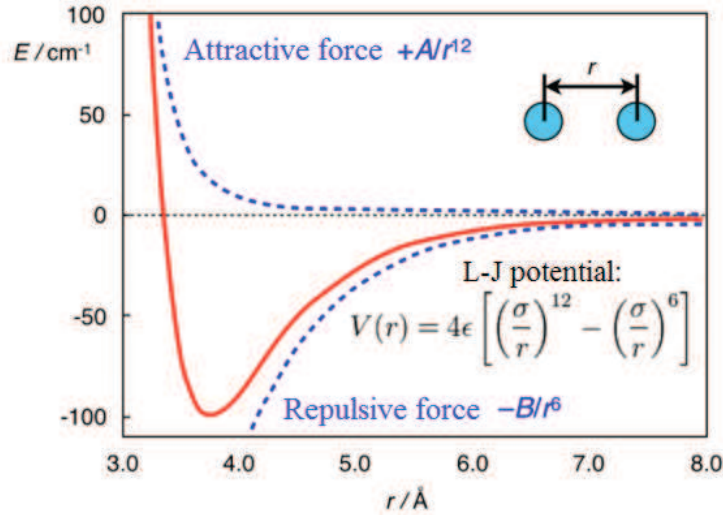 100
E / cm⁻¹
Attractive force +A/r¹²
r
50
0
L-J potential:
V(r) = 4ϵ [(σ/r)¹² − (σ/r)⁶]
-50
Repulsive force −B/r⁶
-100
3.0 4.0 5.0 6.0 7.0 8.0
r / Å